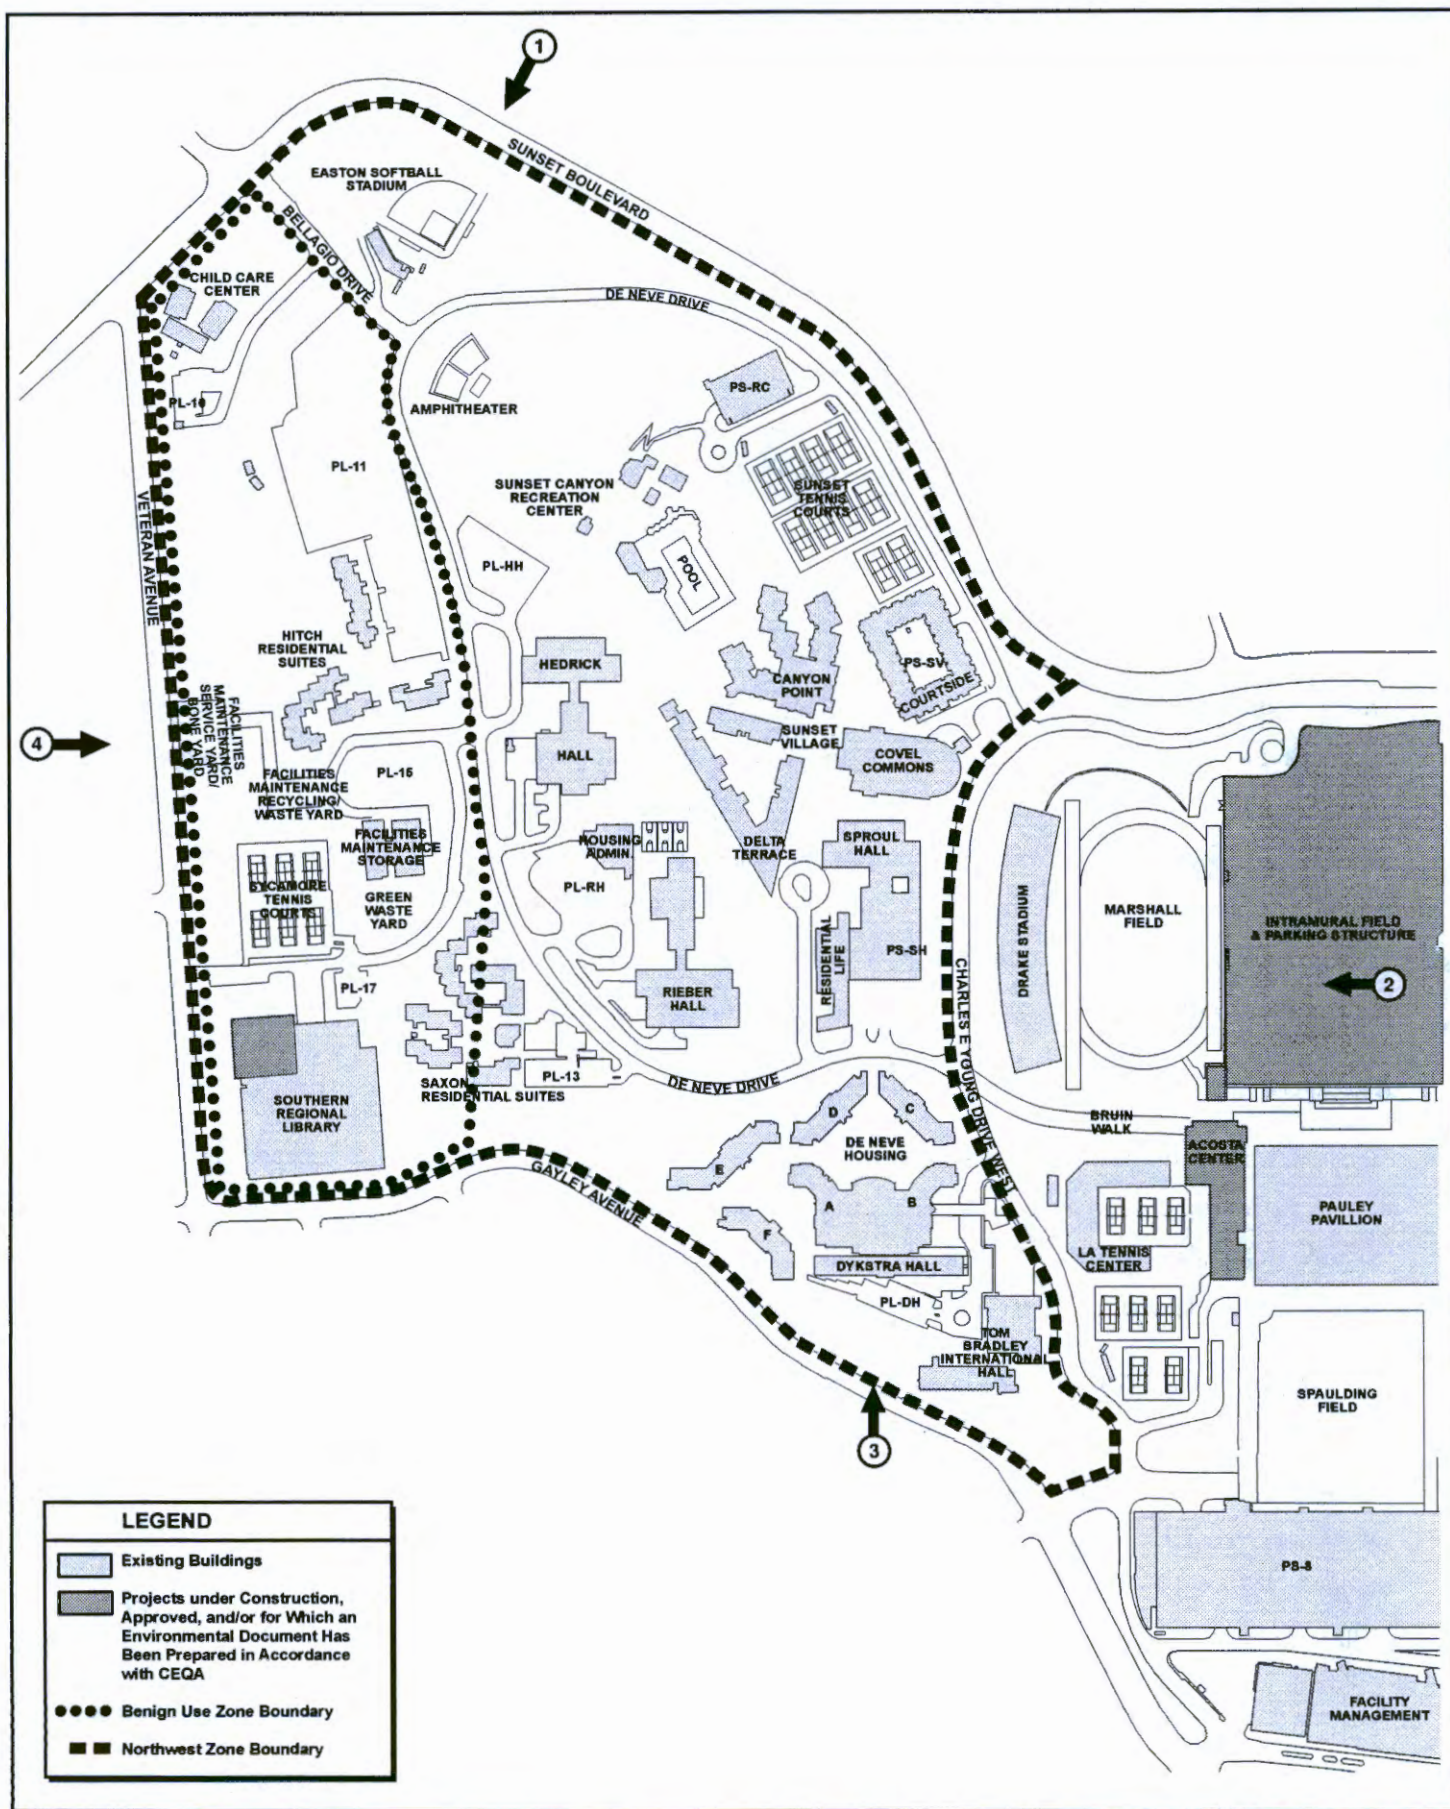 1
SUNSET BOULEVARD
EASTON SOFTBALL
STADIUM
BELLAGIO DRIVE
CHILD CARE
CENTER
DE NEVE DRIVE
PS-RC
PL-10
AMPHITHEATER
PL-11
SUNSET
TENNIS
COURTS
SUNSET CANYON
RECREATION
CENTER
VETERAN AVENUE
PL-HH
POOL
HITCH
RESIDENTIAL
SUITES
HEDRICK
HALL
CANYON
POINT
PS-SV
COURTSIDE
FACILITIES
MAINTENANCE
SERVICE YARD/
BONE YARD
4
SUNSET
VILLAGE
COVEL
COMMONS
FACILITIES
MAINTENANCE
RECYCLING/
WASTE YARD
PL-15
FACILITIES
MAINTENANCE
STORAGE
HOUSING
ADMIN.
DELTA
TERRACE
SPROUL
HALL
SYCAMORE
TENNIS
COURTS
GREEN
WASTE
YARD
PL-RH
DRAKE STADIUM
MARSHALL
FIELD
INTRAMURAL FIELD
& PARKING STRUCTURE
RESIDENTIAL
LIFE
PS-SH
CHARLES E YOUNG DRIVE WEST
2
PL-17
RIEBER
HALL
SAXON
RESIDENTIAL SUITES
PL-13
DE NEVE DRIVE
SOUTHERN
REGIONAL
LIBRARY
D
C
BRUIN
WALK
DE NEVE
HOUSING
ACOSTA
CENTER
E
GAYLEY AVENUE
A
B
PAULEY
PAVILLION
F
LA TENNIS
CENTER
DYKSTRA HALL
PL-DH
TOM
BRADLEY
INTERNATIONAL
HALL
SPAULDING
FIELD
3
PS-8
FACILITY
MANAGEMENT
LEGEND
Existing Buildings
Projects under Construction,
Approved, and/or for Which an
Environmental Document Has
Been Prepared in Accordance
with CEQA
Benign Use Zone Boundary
Northwest Zone Boundary